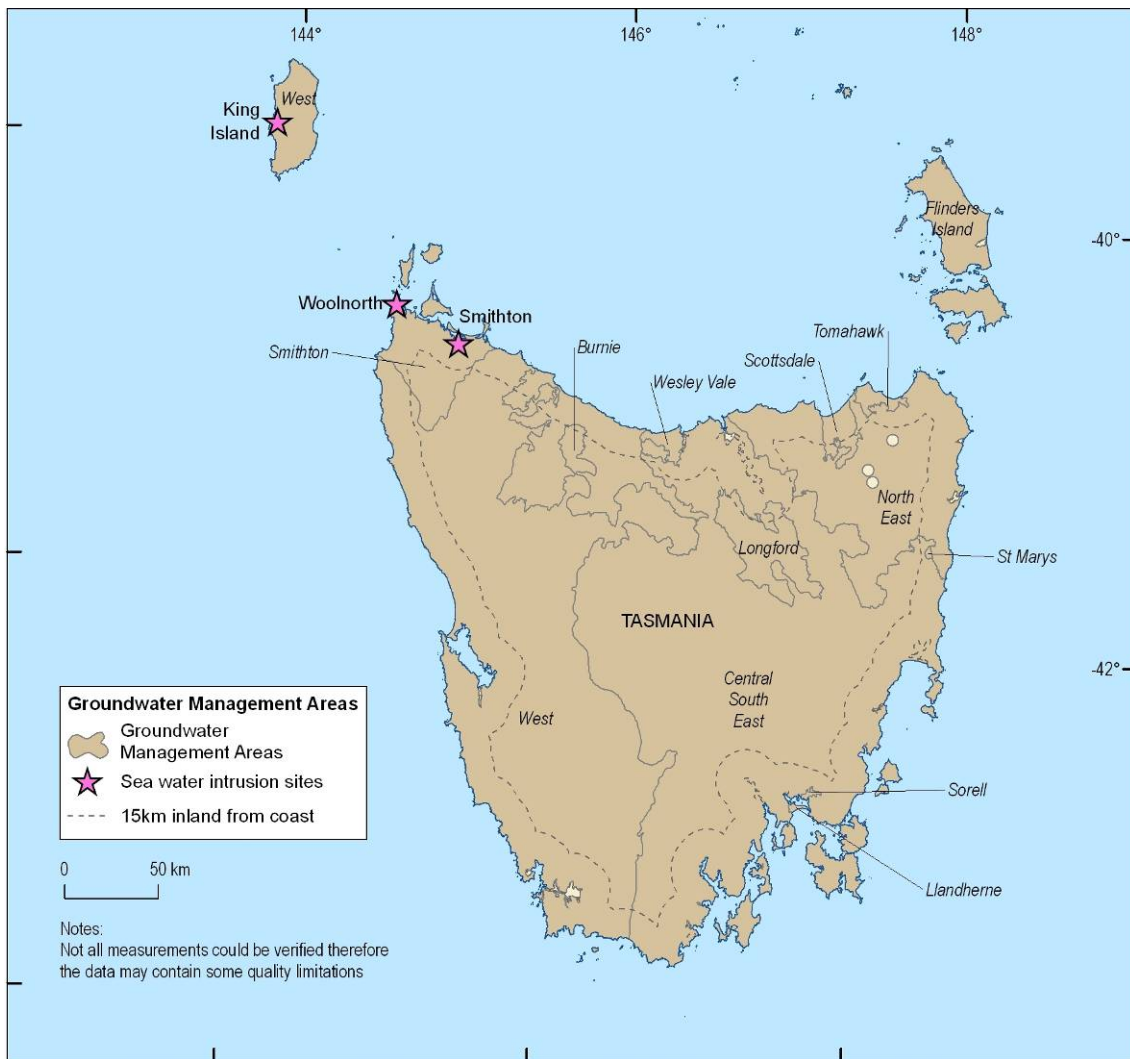 144°
146°
148°
West
King
Island
Flinders
Island
-40°
Woolnorth
Smithton
Smithton
Burnie
Wesley Vale
Scottsdale
Tomahawk
North
East
Longford
St Marys
TASMANIA
-42°
Central
South
East
West
Sorell
Llandherne
Groundwater Management Areas
Groundwater
Management Areas
Sea water intrusion sites
15km inland from coast
0 50 km
Notes:
Not all measurements could be verified therefore
the data may contain some quality limitations